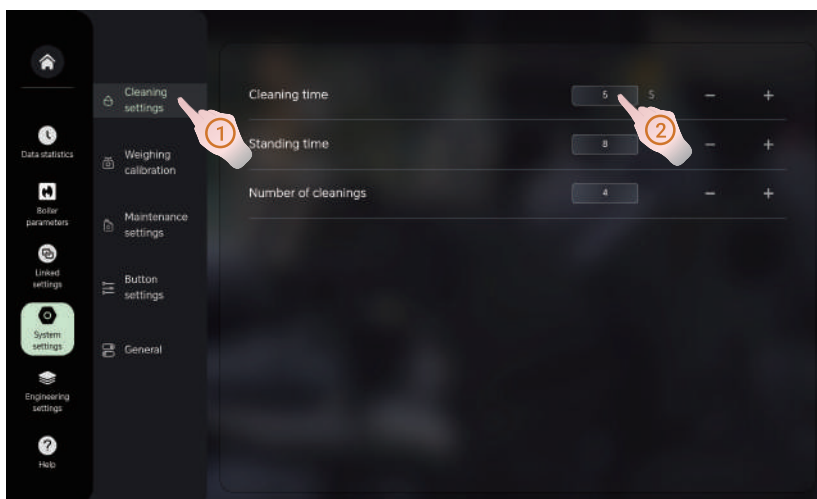 Data statistics
Boiler
parameters
Linked
settings
System
settings
Engineering
settings
Help
Cleaning
settings
Weighing
calibration
Maintenance
settings
Button
settings
General
1
Cleaning time
5
S
2
Standing time
8
Number of cleanings
4